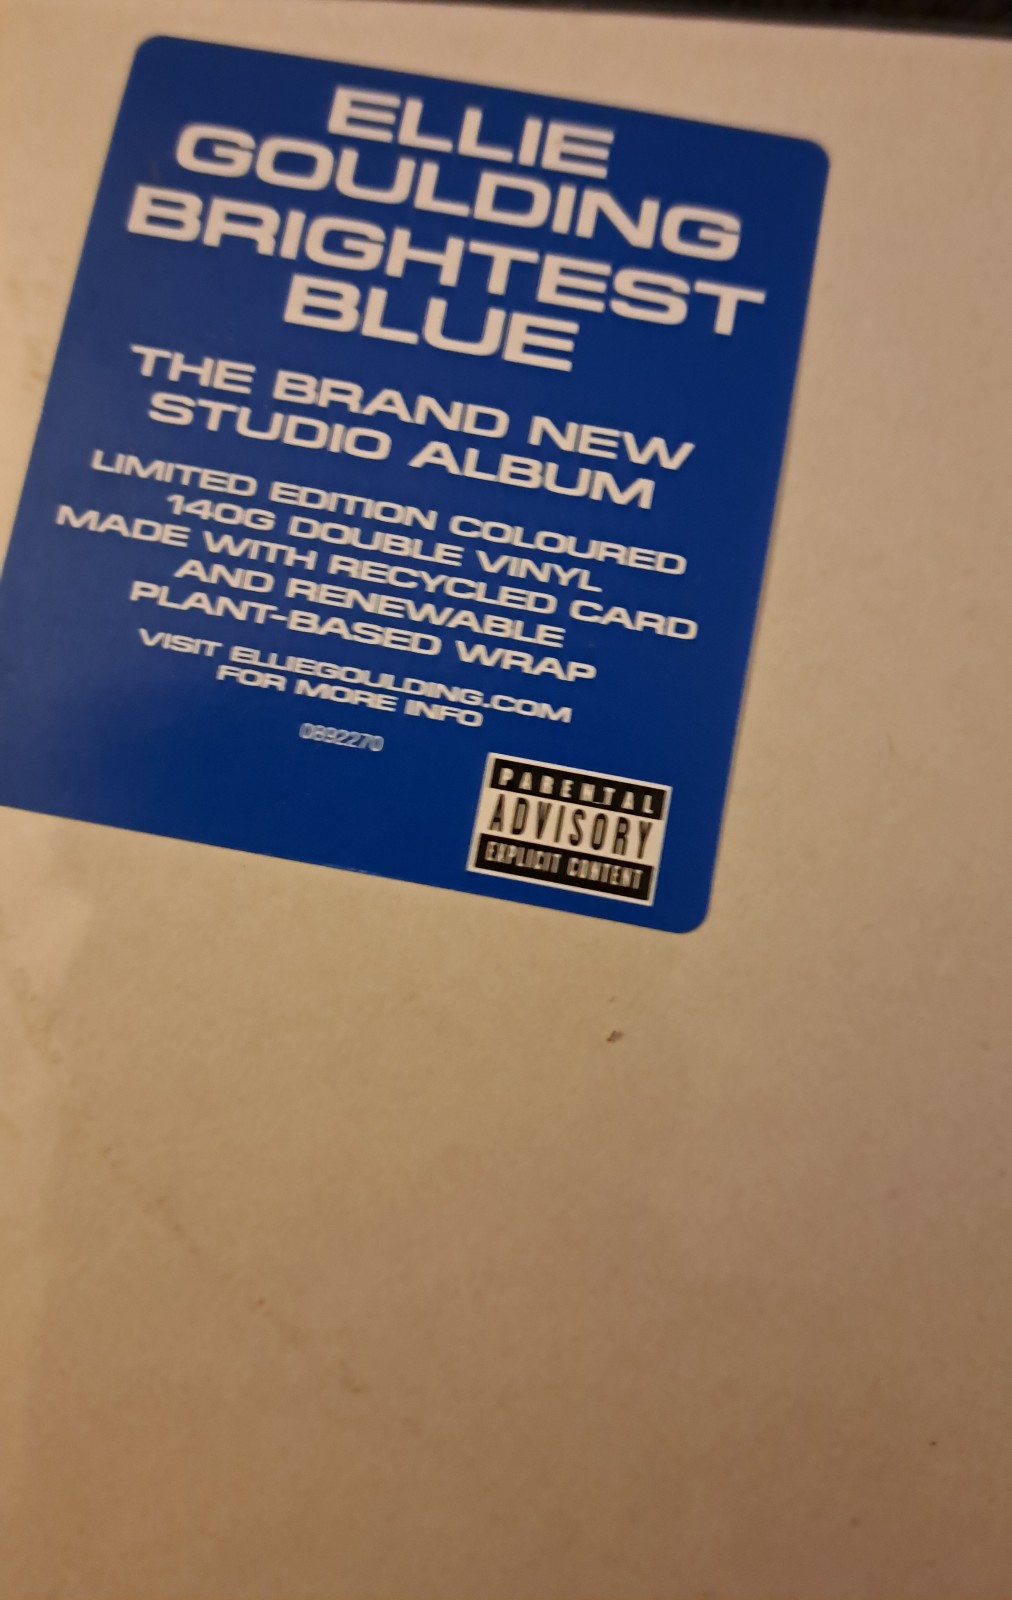 ELLIE
GOULDING
BRIGHTEST
BLUE
THE BRAND NEW
STUDIO ALBUM
LIMITED EDITION COLOURED
140G DOUBLE VINYL
MADE WITH RECYCLED CARD
AND RENEWABLE
PLANT-BASED WRAP
VISIT ELLIEGOULDING.COM
FOR MORE INFO
0892270
PARENTAL
ADVISORY
EXPLICIT CONTENT